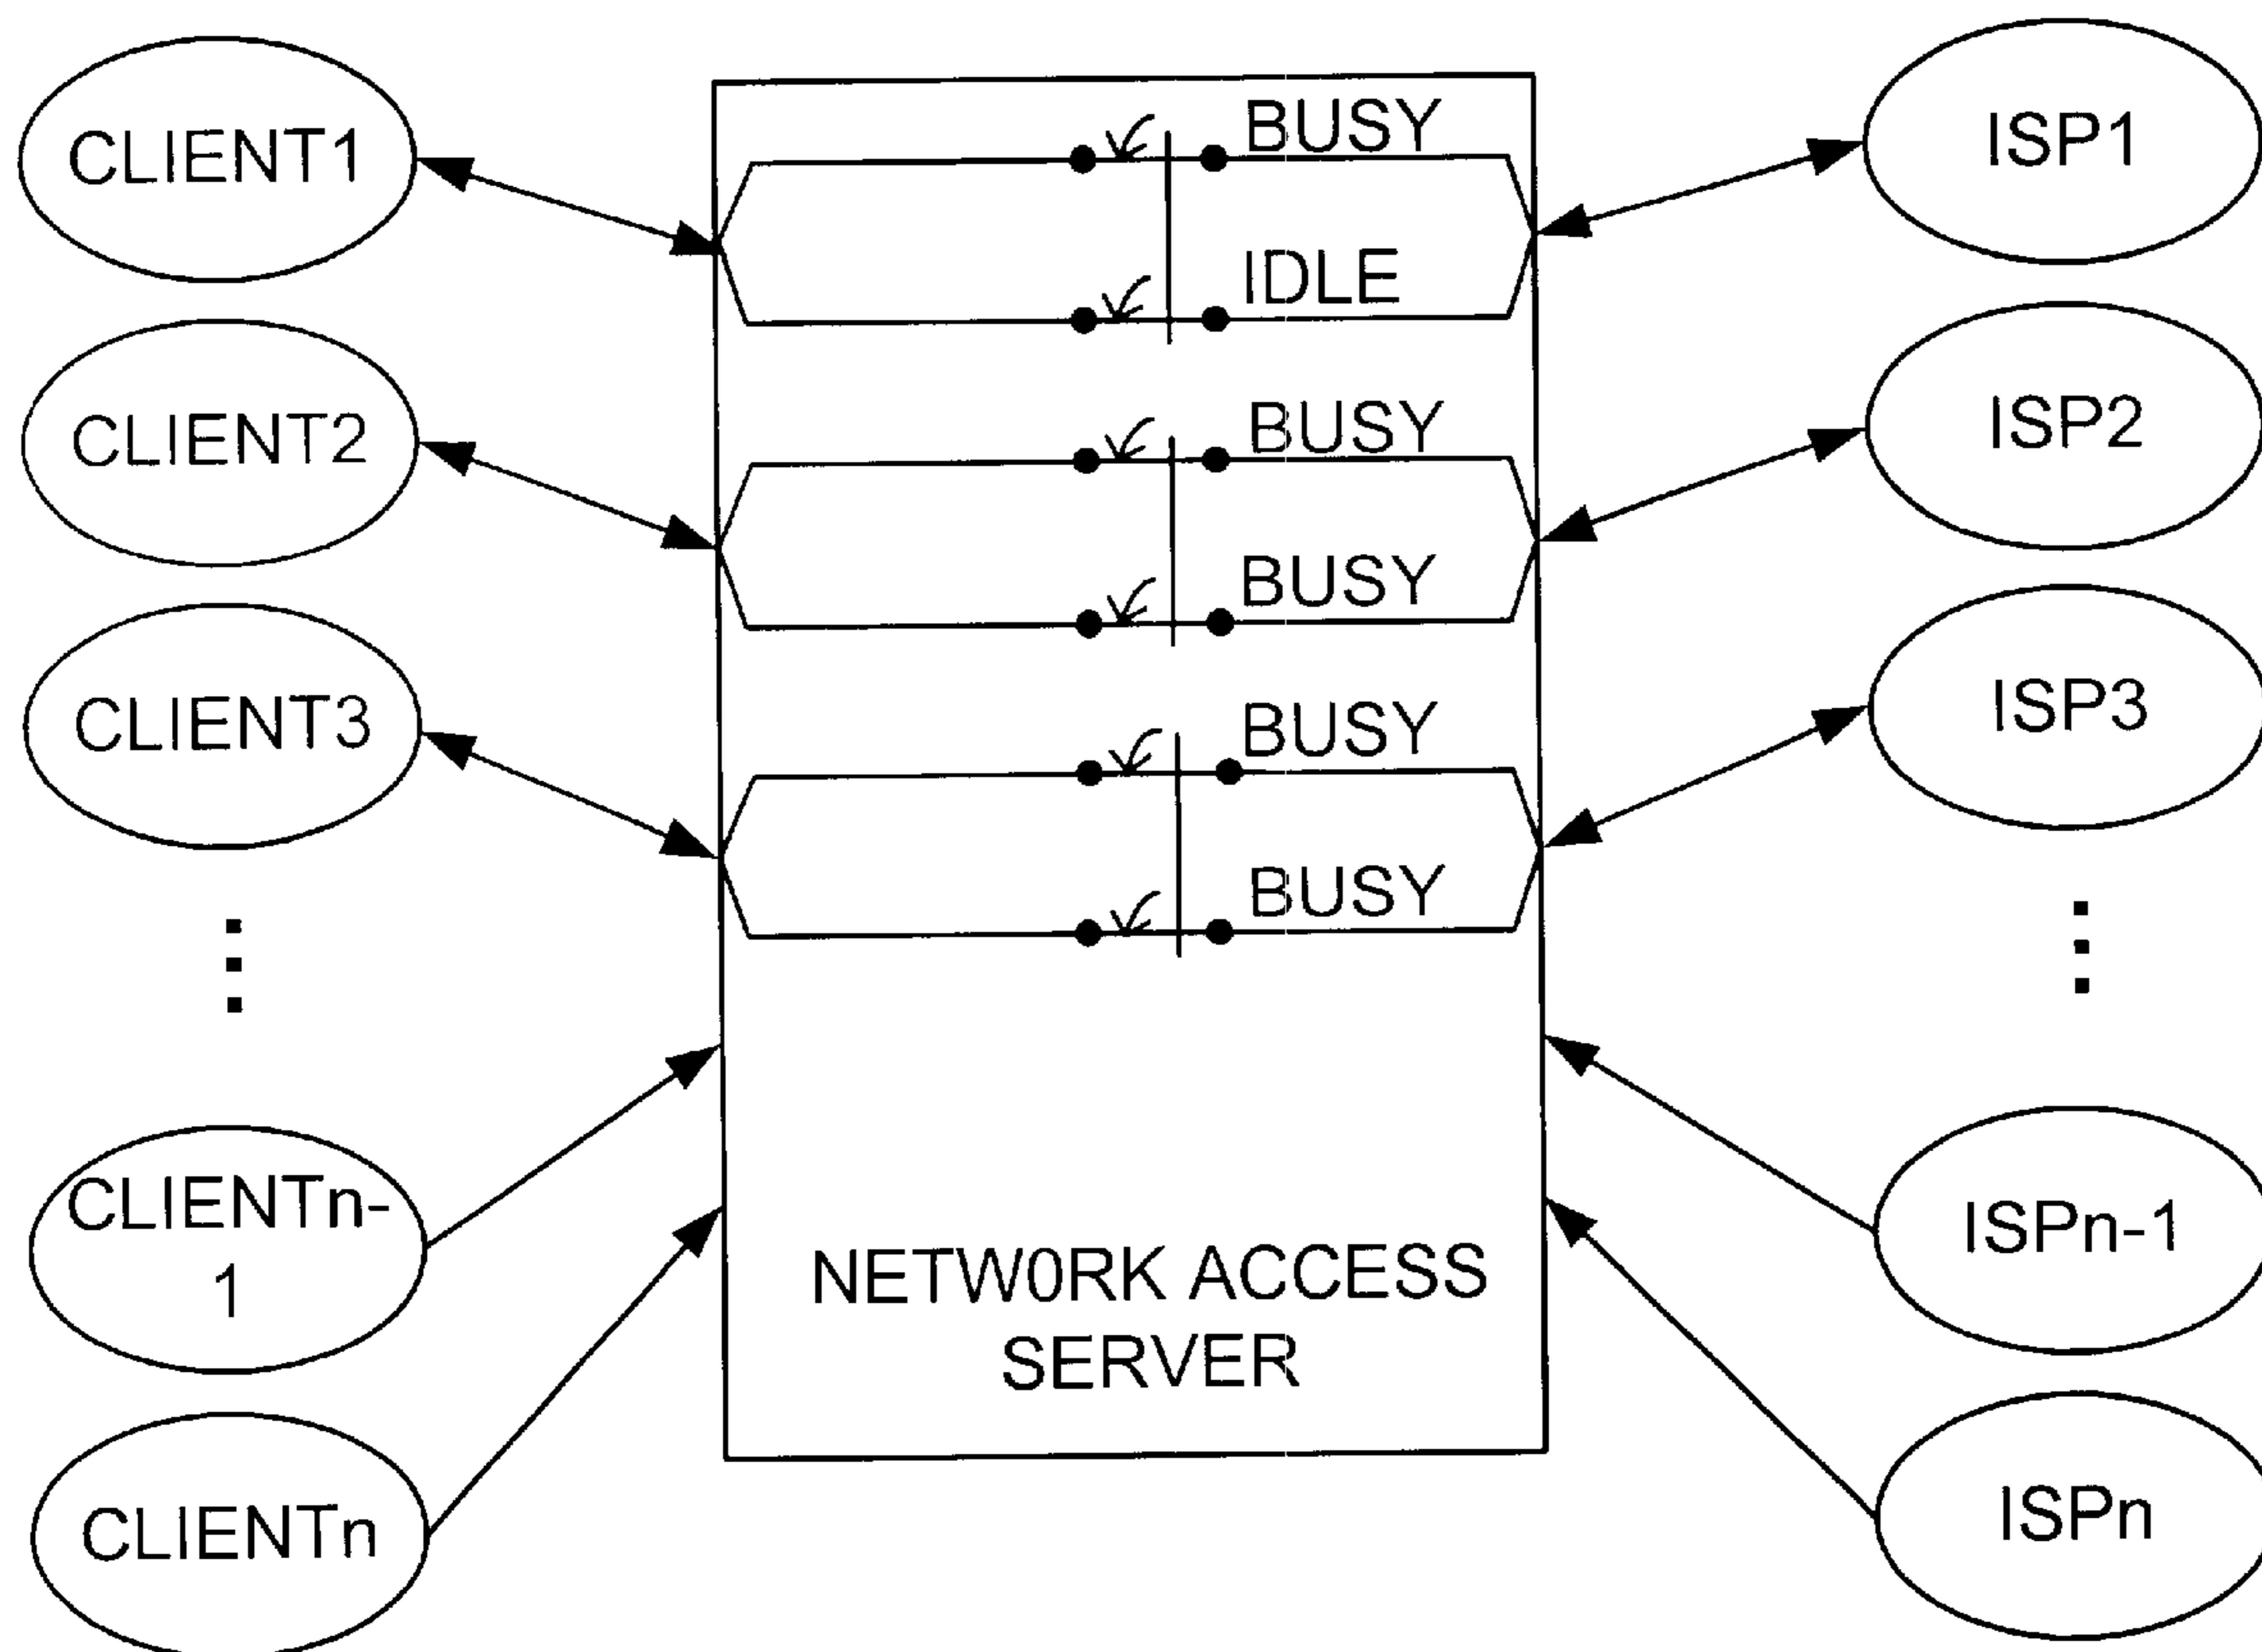 CLIENT1
BUSY
ISP1
IDLE
CLIENT2
BUSY
ISP2
BUSY
CLIENT3
BUSY
ISP3
BUSY
CLIENTn-
1
ISPn-1
NETWORK ACCESS
SERVER
CLIENTn
ISPn